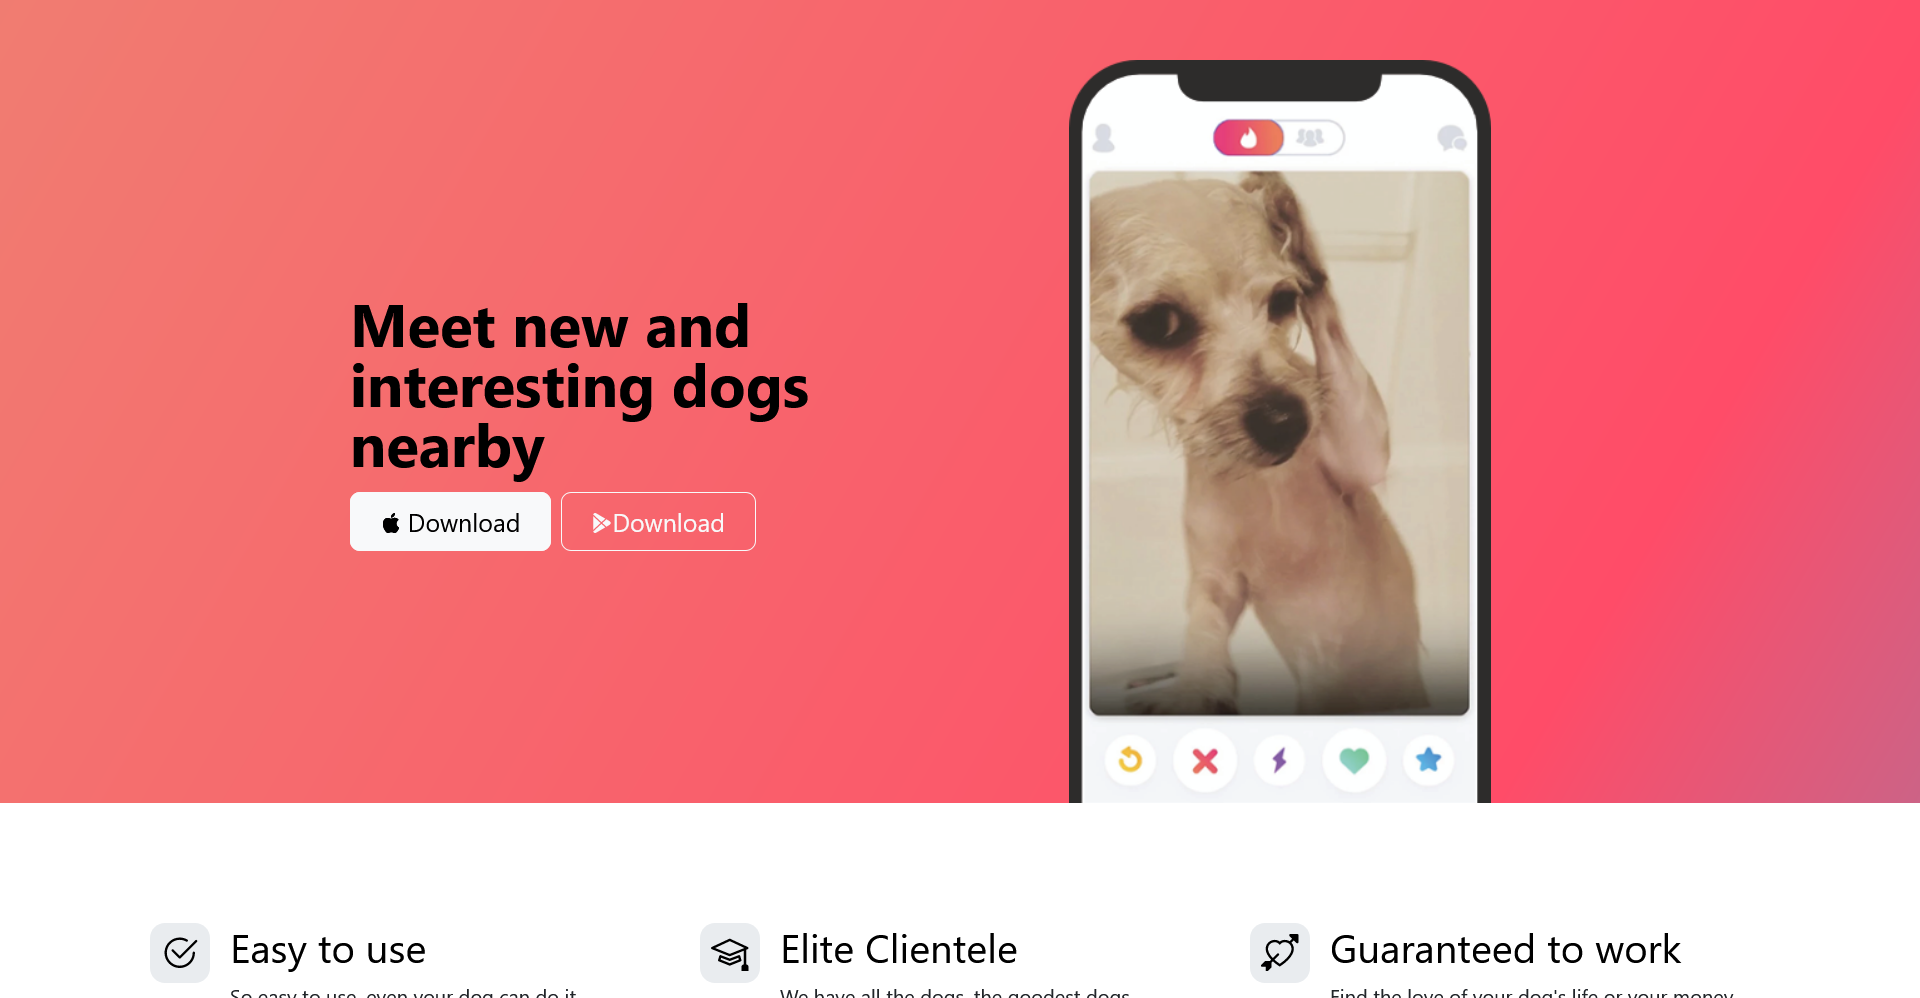 Meet new and
interesting dogs
nearby
Download
Download
Easy to use
Elite Clientele
Guaranteed to work
So easy to use, even your dog can do it
We have all the dogs, the goodest dogs
Find the love of your dog's life or your money